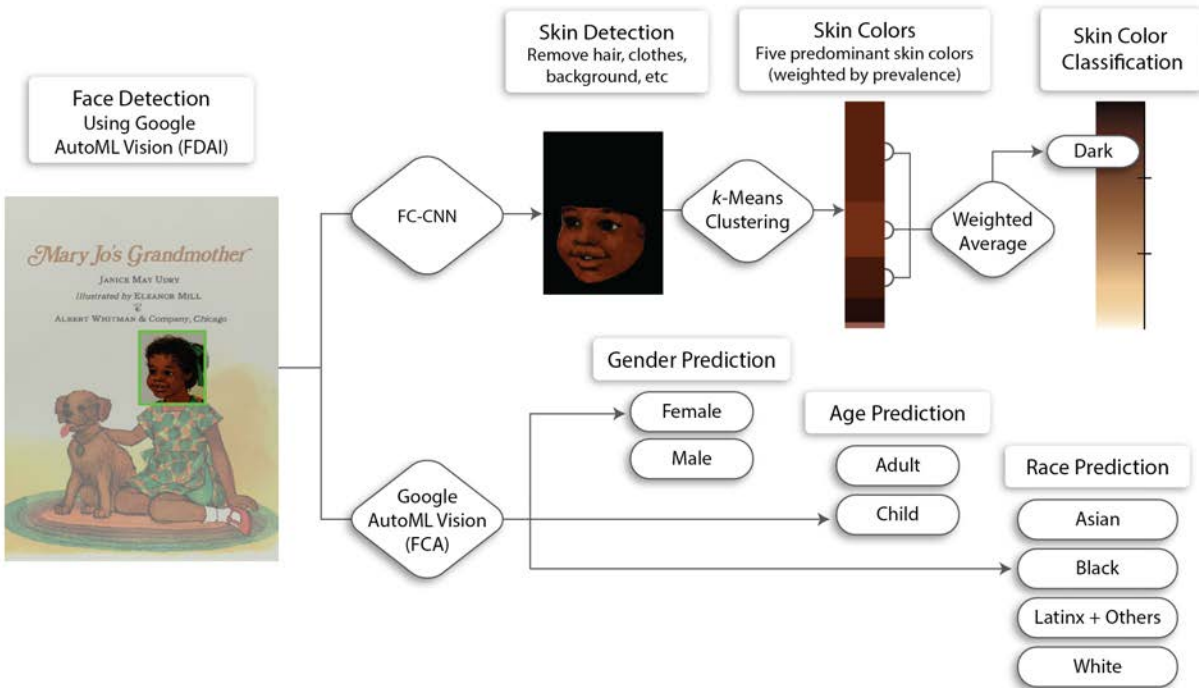 Face Detection
Using Google
AutoML Vision (FDAI)
Mary Jo's Grandmother
JANICE MAY UDRY
Illustrated by ELEANOR MILL
ALBERT WHITMAN & Company, Chicago
FC-CNN
Skin Detection
Remove hair, clothes,
background, etc
k-Means
Clustering
Skin Colors
Five predominant skin colors
(weighted by prevalence)
Weighted
Average
Skin Color
Classification
Dark
Google
AutoML Vision
(FCA)
Gender Prediction
Female
Male
Age Prediction
Adult
Child
Race Prediction
Asian
Black
Latinx + Others
White